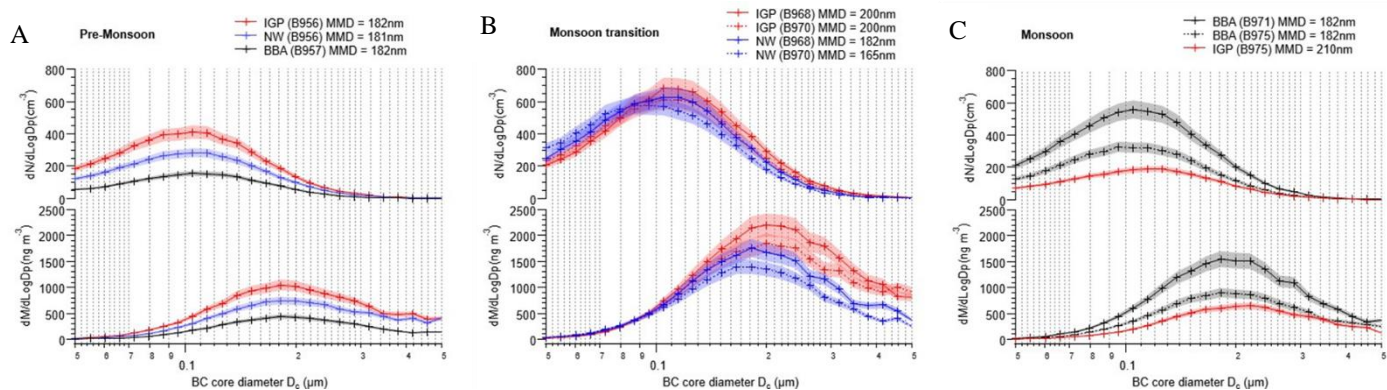 A
Pre-Monsoon
IGP (B956) MMD = 182nm
NW (B956) MMD = 181nm
BBA (B957) MMD = 182nm
dN/dLogDp(cm-3)
800
600
400
200
0
dM/dLogDp(ng m-3)
2500
2000
1500
1000
500
0
5 6 7 8 9 0.1 2 3 4 5
BC core diameter Dc (µm)
B
Monsoon transition
IGP (B968) MMD = 200nm
IGP (B970) MMD = 200nm
NW (B968) MMD = 182nm
NW (B970) MMD = 165nm
dN/dLogDp(cm-3)
800
600
400
200
0
dM/dLogDp(ng m-3)
2500
2000
1500
1000
500
0
5 6 7 8 9 0.1 2 3 4 5
BC core diameter Dc (µm)
C
Monsoon
BBA (B971) MMD = 182nm
BBA (B975) MMD = 182nm
IGP (B975) MMD = 210nm
dN/dLogDp(cm-3)
800
600
400
200
0
dM/dLogDp(ng m-3)
2500
2000
1500
1000
500
0
5 6 7 8 9 0.1 2 3 4 5
BC core diameter Dc (µm)